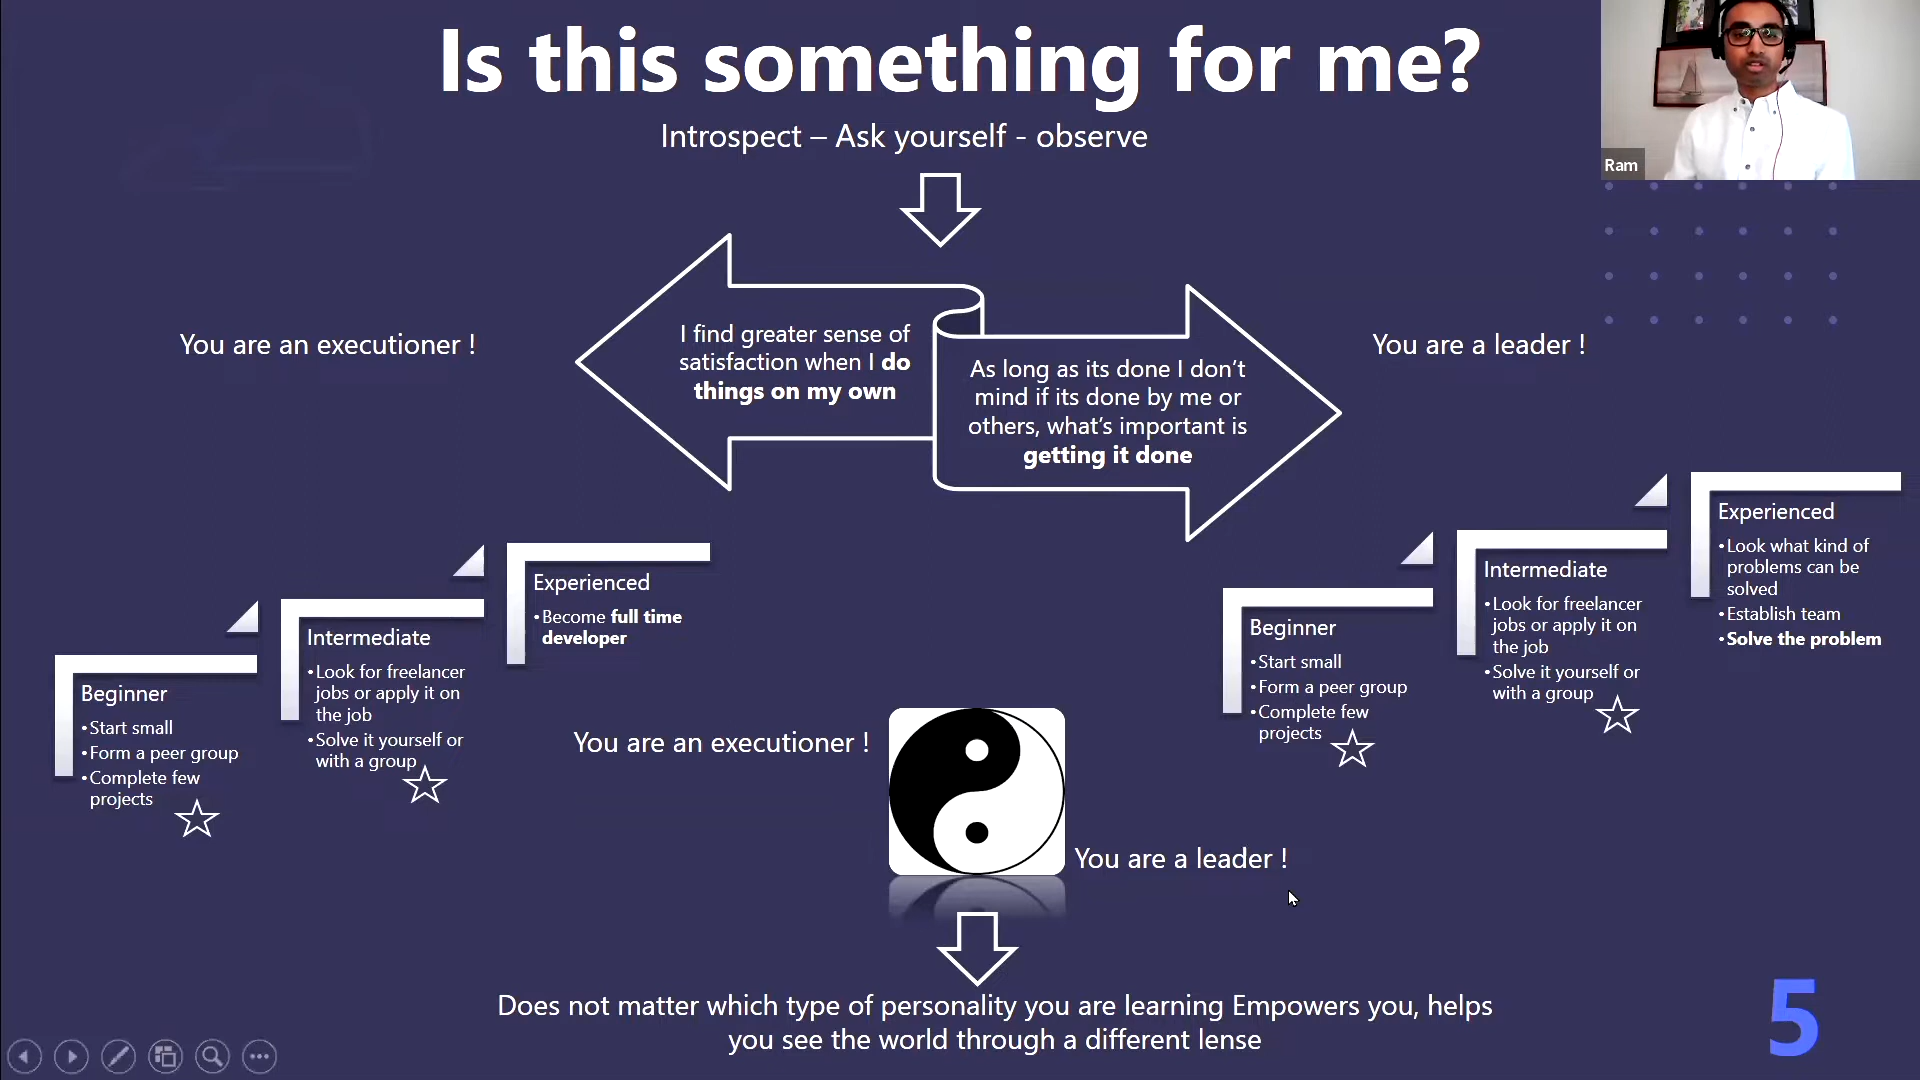 Is this something for me?
Introspect – Ask yourself - observe
Ram
You are an executioner !
I find greater sense of
satisfaction when I do
things on my own
As long as its done I don't
mind if its done by me or
others, what's important is
getting it done
You are a leader !
Beginner
•Start small
•Form a peer group
•Complete few
projects
Intermediate
•Look for freelancer
jobs or apply it on
the job
•Solve it yourself or
with a group
Experienced
•Become full time
developer
Beginner
•Start small
•Form a peer group
•Complete few
projects
Intermediate
•Look for freelancer
jobs or apply it on
the job
•Solve it yourself or
with a group
Experienced
•Look what kind of
problems can be
solved
•Establish team
•Solve the problem
You are an executioner !
You are a leader !
Does not matter which type of personality you are learning Empowers you, helps
you see the world through a different lense
5